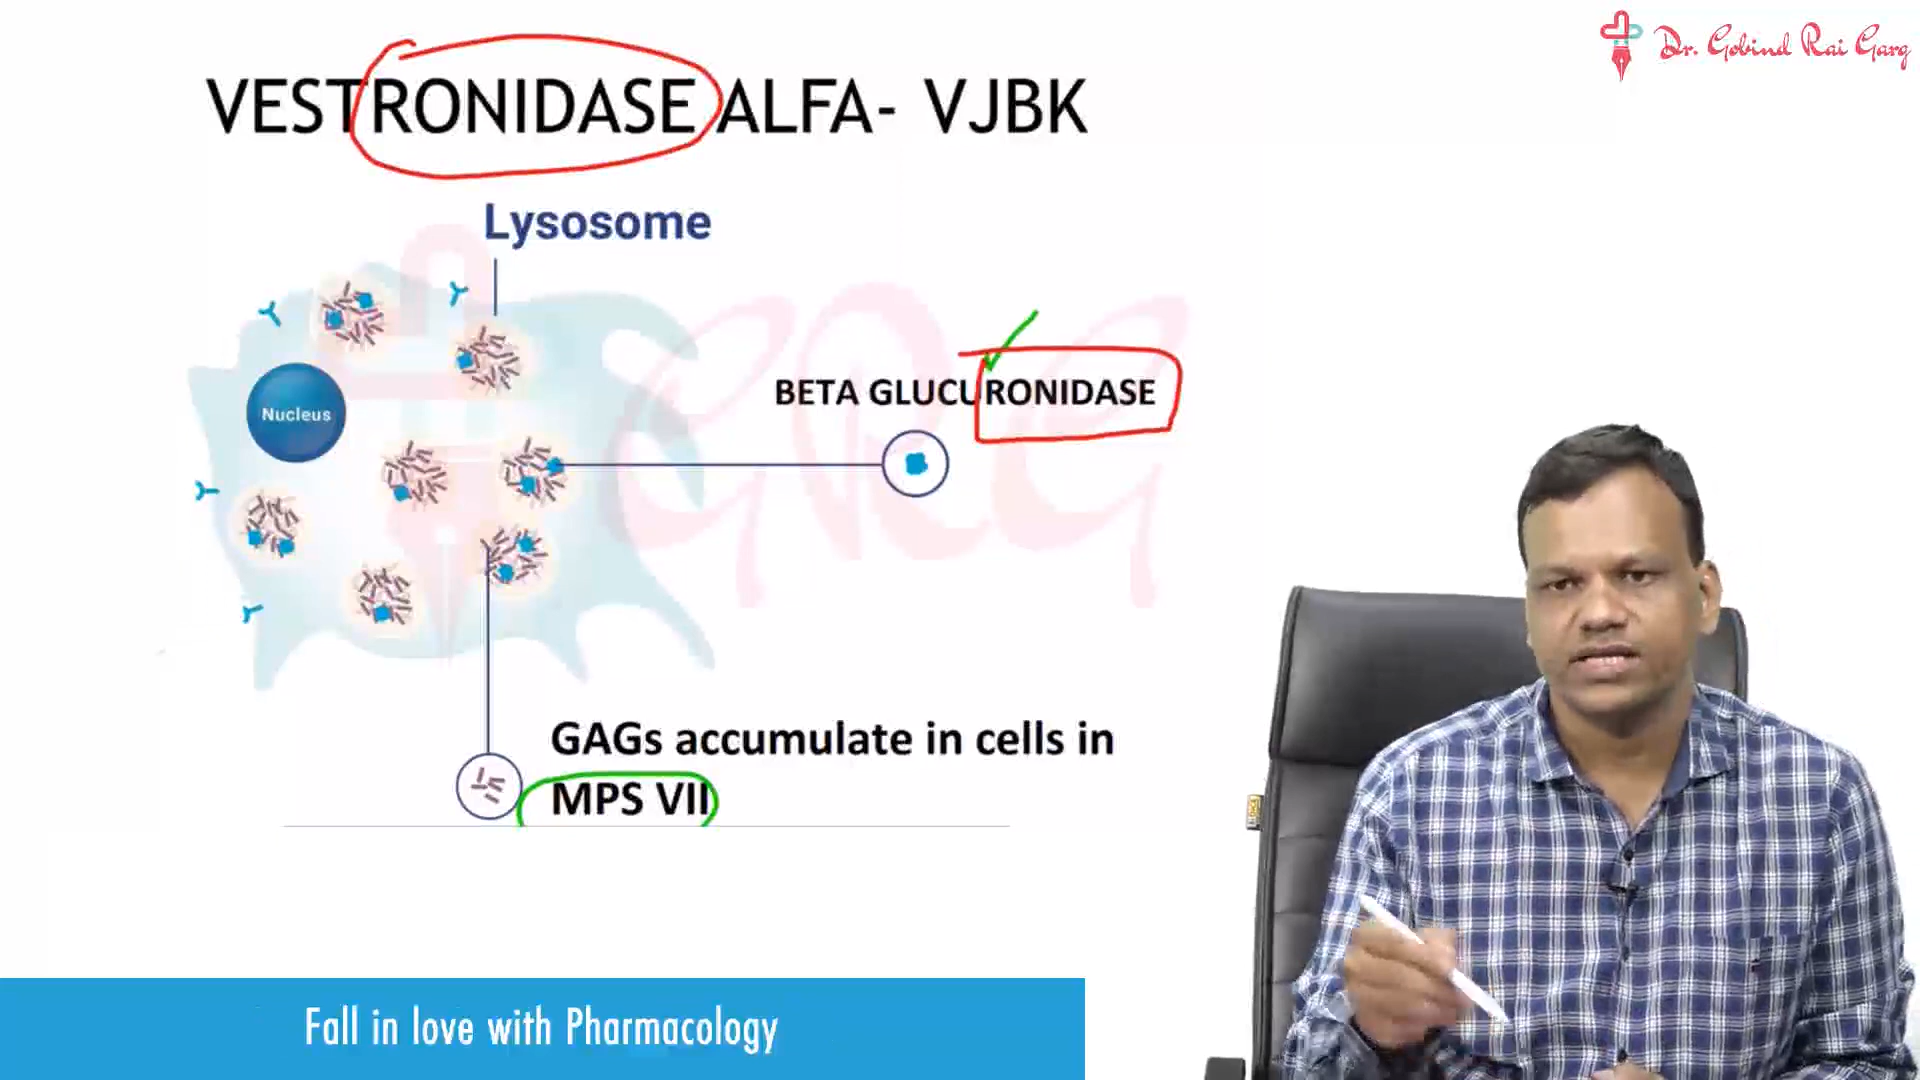 Dr. Gobind Rai Garg
VESTRONIDASE ALFA- VJBK
Lysosome
Nucleus
BETA GLUCURONIDASE
GRG
GAGs accumulate in cells in
MPS VII
Fall in love with Pharmacology